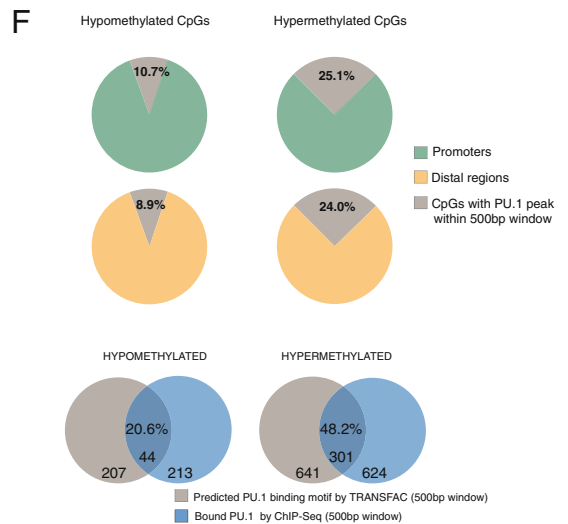 F
Hypomethylated CpGs
Hypermethylated CpGs
10.7%
25.1%
Promoters
Distal regions
CpGs with PU.1 peak
within 500bp window
8.9%
24.0%
HYPOMETHYLATED
HYPERMETHYLATED
20.6%
44
207
213
48.2%
301
641
624
Predicted PU.1 binding motif by TRANSFAC (500bp window)
Bound PU.1 by ChIP-Seq (500bp window)